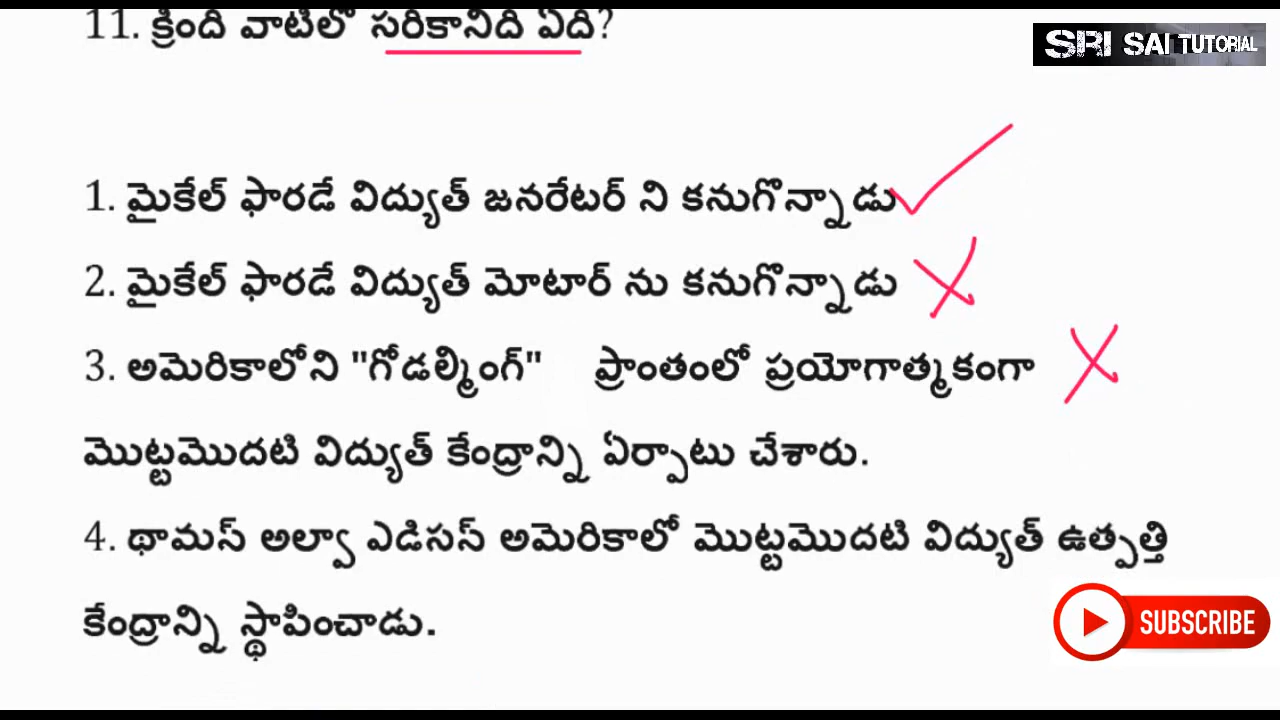 11. క్రింది వాటిలో సరికానిది ఏది?
SRI SAI TUTORIAL
1. మైకేల్ ఫారడే విద్యుత్ జనరేటర్ ని కనుగొన్నాడు
2. మైకేల్ ఫారడే విద్యుత్ మోటార్ ను కనుగొన్నాడు
3. అమెరికాలోని "గోడల్మింగ్" ప్రాంతంలో ప్రయోగాత్మకంగా
మొట్టమొదటి విద్యుత్ కేంద్రాన్ని ఏర్పాటు చేశారు.
4. థామస్ అల్వా ఎడిసస్ అమెరికాలో మొట్టమొదటి విద్యుత్ ఉత్పత్తి
కేంద్రాన్ని స్థాపించాడు.
SUBSCRIBE